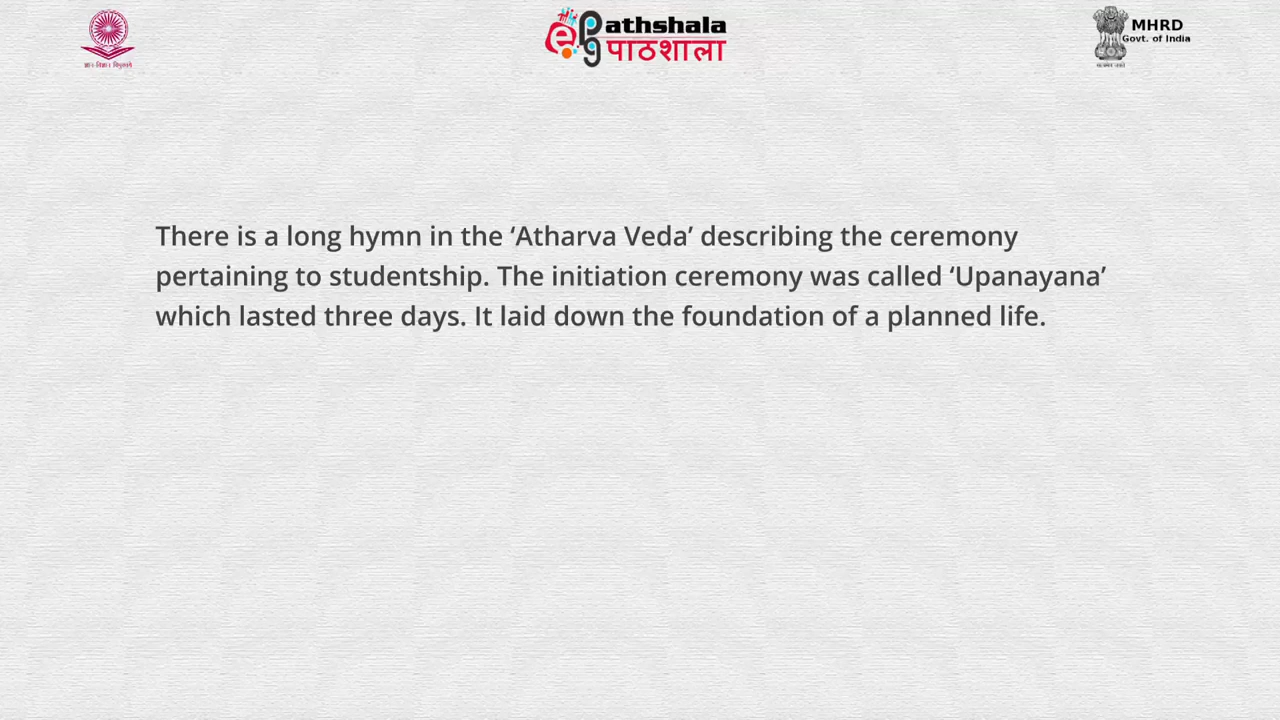 ePathshala
पाठशाला
MHRD
Govt. of India
There is a long hymn in the ‘Atharva Veda’ describing the ceremony
pertaining to studentship. The initiation ceremony was called ‘Upanayana’
which lasted three days. It laid down the foundation of a planned life.